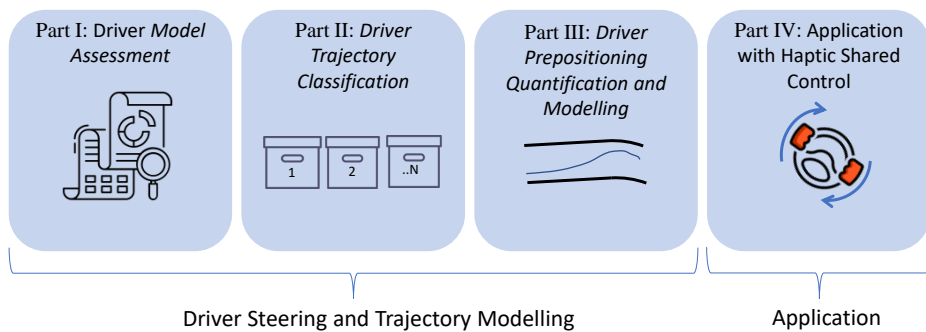 Part I: Driver Model
Assessment
Part II: Driver
Trajectory
Classification
1
2
..N
Part III: Driver
Prepositioning
Quantification and
Modelling
Part IV: Application
with Haptic Shared
Control
Driver Steering and Trajectory Modelling
Application